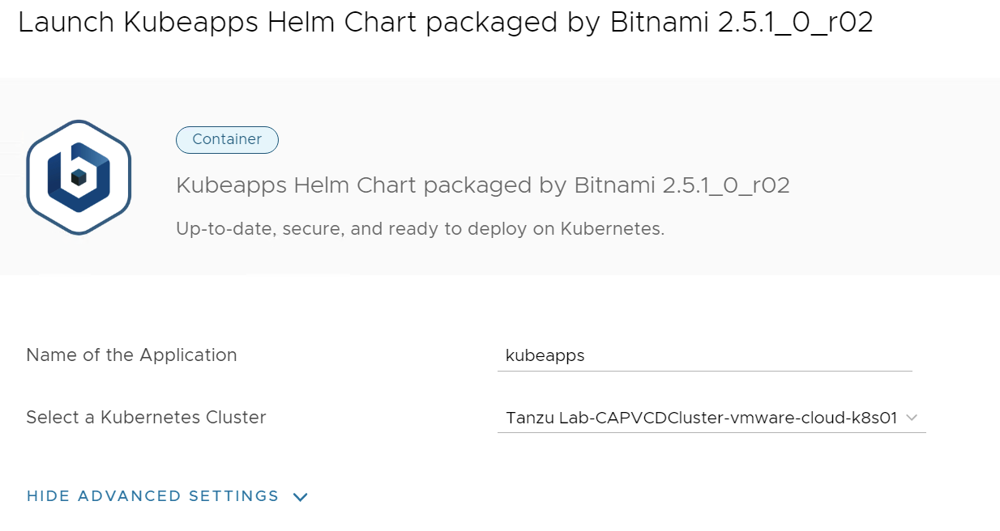 Launch Kubeapps Helm Chart packaged by Bitnami 2.5.1_0_r02
Container
Kubeapps Helm Chart packaged by Bitnami 2.5.1_0_r02
Up-to-date, secure, and ready to deploy on Kubernetes.
Name of the Application
kubeapps
Select a Kubernetes Cluster
Tanzu Lab-CAPVCDCluster-vmware-cloud-k8s01
HIDE ADVANCED SETTINGS